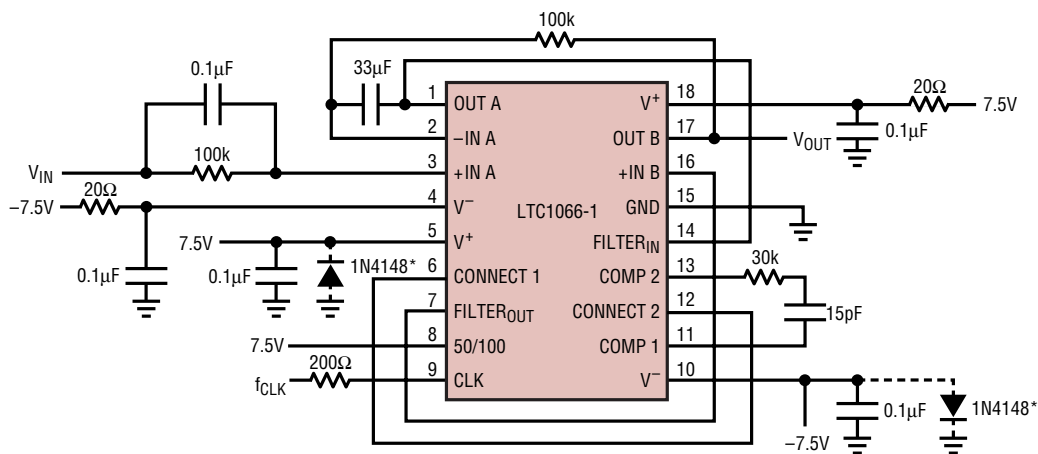 100k
0.1µF
33µF
1 OUT A
V+ 18
20Ω
7.5V
2 –IN A
OUT B 17
VOUT
0.1µF
VIN
100k
3 +IN A
+IN B 16
–7.5V
20Ω
4 V–
LTC1066-1
GND 15
7.5V
5 V+
FILTERIN 14
0.1µF
0.1µF
1N4148*
6 CONNECT 1
COMP 2 13
30k
7 FILTEROUT
CONNECT 2 12
15pF
7.5V
8 50/100
COMP 1 11
fCLK
200Ω
9 CLK
V– 10
0.1µF
1N4148*
–7.5V